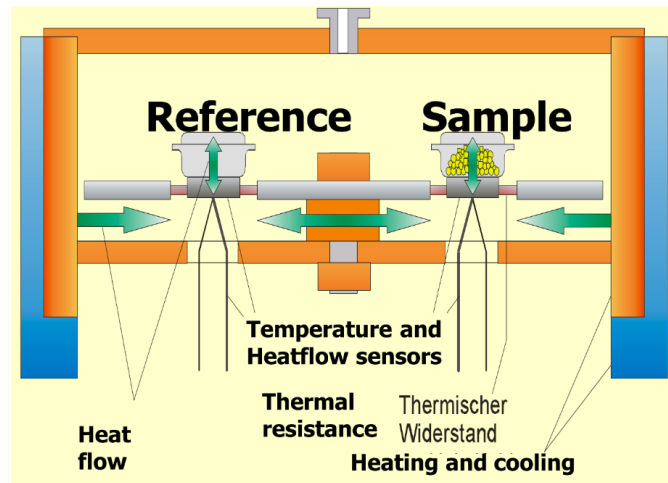 Reference
Sample
Temperature and
Heatflow sensors
Thermal
resistance
Thermischer
Widerstand
Heat
flow
Heating and cooling